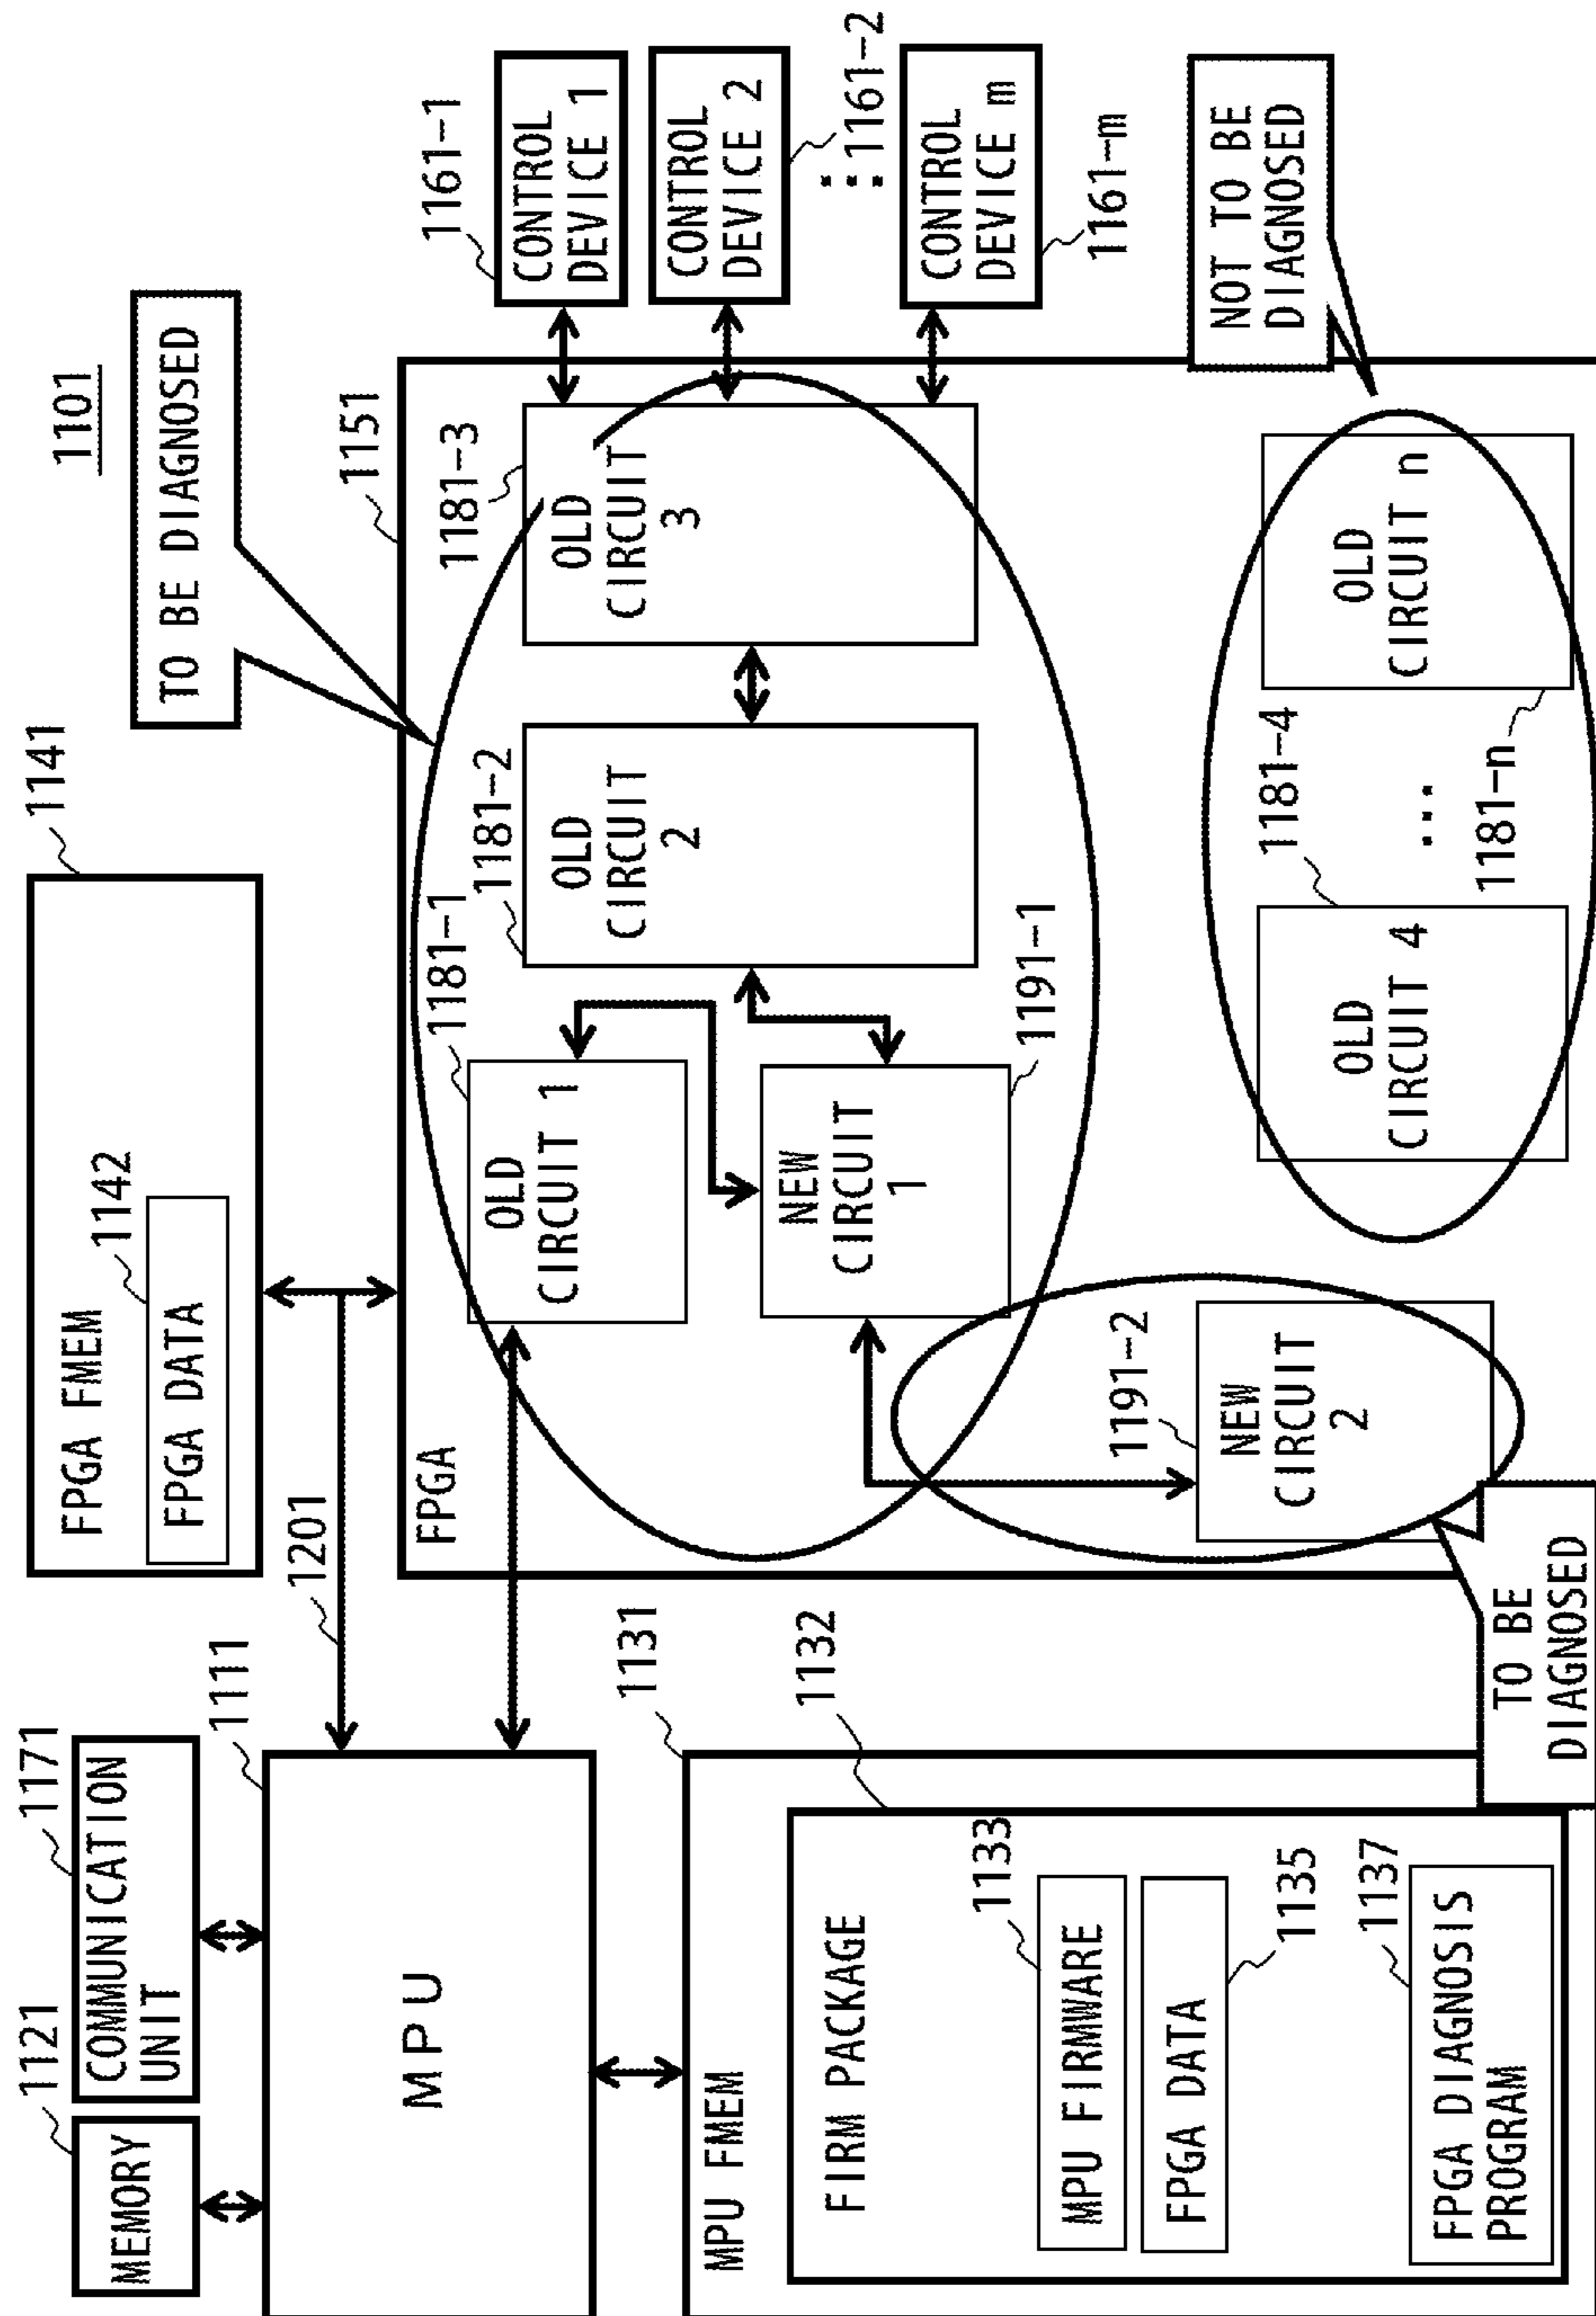 1101
1121
1171
MEMORY
COMMUNICATION
UNIT
1111
MPU
1201
1141
FPGA FMEM
1142
FPGA DATA
TO BE DIAGNOSED
1151
FPGA
1181-1
OLD
CIRCUIT 1
1181-2
OLD
CIRCUIT
2
1181-3
OLD
CIRCUIT
3
1161-1
CONTROL
DEVICE 1
CONTROL
DEVICE 2
1161-2
CONTROL
DEVICE m
1161-m
NEW
CIRCUIT
1
1191-1
1131
MPU FMEM
1132
FIRM PACKAGE
1133
MPU FIRMWARE
FPGA DATA
1135
1137
FPGA DIAGNOSIS
PROGRAM
1191-2
NEW
CIRCUIT
2
TO BE
DIAGNOSED
1181-4
OLD
CIRCUIT 4
...
OLD
CIRCUIT n
1181-n
NOT TO BE
DIAGNOSED